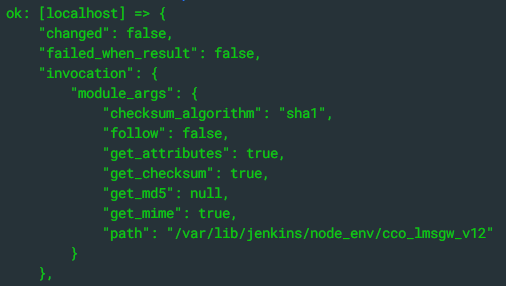 ok: [localhost] => {
    "changed": false,
    "failed_when_result": false,
    "invocation": {
        "module_args": {
            "checksum_algorithm": "sha1",
            "follow": false,
            "get_attributes": true,
            "get_checksum": true,
            "get_md5": null,
            "get_mime": true,
            "path": "/var/lib/jenkins/node_env/cco_lmsgw_v12"
        }
    },